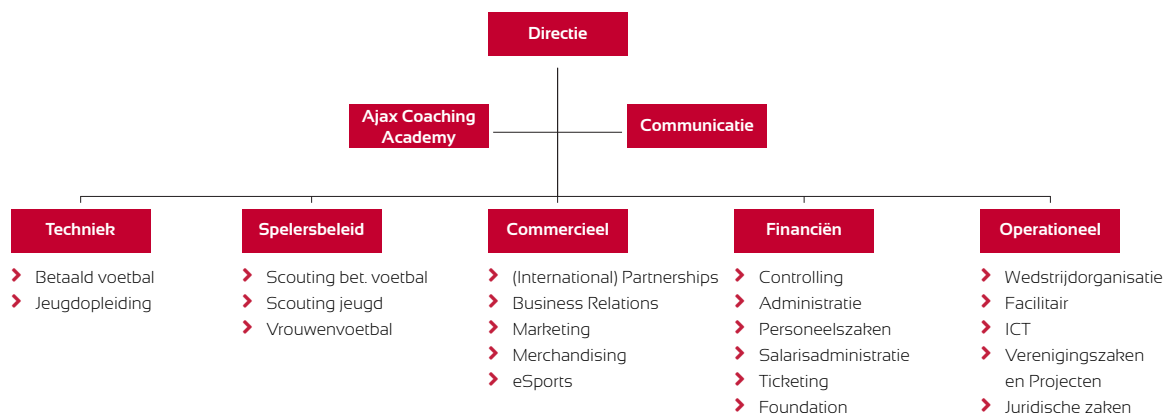 Directie
Ajax Coaching
Academy
Communicatie
Techniek
Betaald voetbal
Jeugdopleiding
Spelersbeleid
Scouting bet. voetbal
Scouting jeugd
Vrouwenvoetbal
Commercieel
(International) Partnerships
Business Relations
Marketing
Merchandising
eSports
Financiën
Controlling
Administratie
Personeelszaken
Salarisadministratie
Ticketing
Foundation
Operationeel
Wedstrijdorganisatie
Facilitair
ICT
Verenigingszaken
en Projecten
Juridische zaken